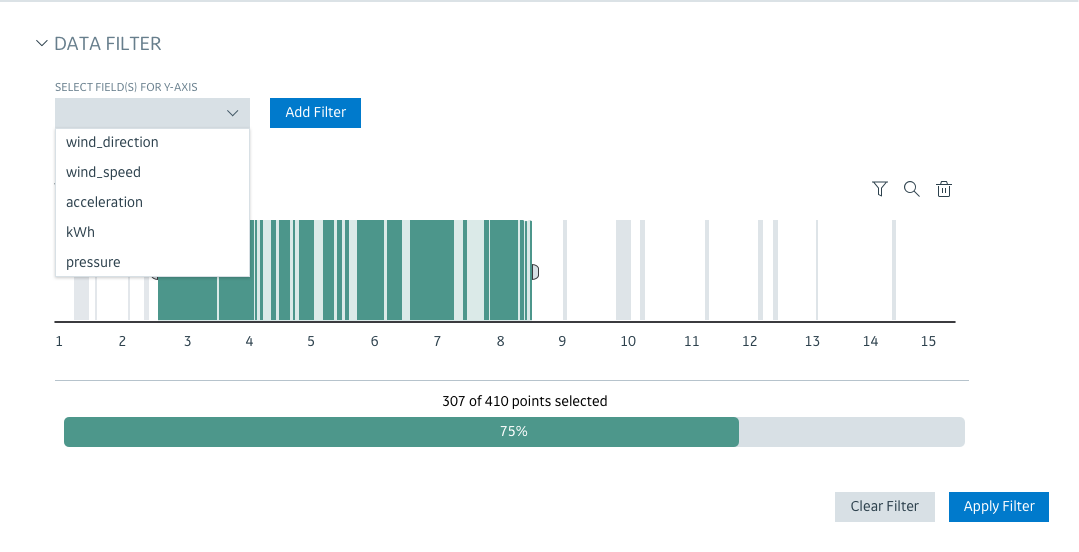 DATA FILTER
SELECT FIELD(S) FOR Y-AXIS
Add Filter
wind_direction
wind_speed
acceleration
kWh
pressure
1 2 3 4 5 6 7 8 9 10 11 12 13 14 15
307 of 410 points selected
75%
Clear Filter Apply Filter